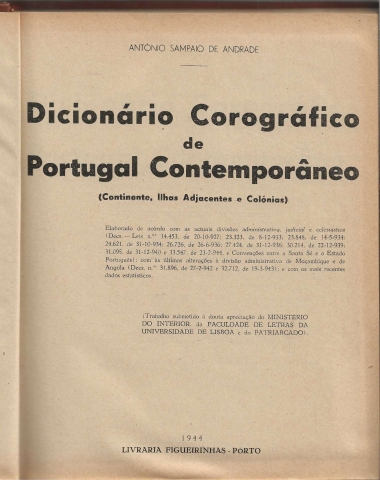 ANTÓNIO SAMPAIO DE ANDRADE
Dicionário Corográfico
de
Portugal Contemporâneo
(Continente, Ilhas Adjacentes e Colónias)
Elaborado de acôrdo com as actuais divisões administrativa, judicial e eclesiástica
(Decs. — Leis n.os 14.453, de 20-10-927; 23.323, de 8-12-933; 23.848, de 14-5-934;
24.621, de 31-10-934; 26.726, de 26-6-936; 27.424, de 31-12-936; 30.214, de 22-12-939;
31.095, de 31-12-940 e 33.547, de 23-2-944, e Convenções entre a Santa Sé e o Estado
Português); com as últimas alterações à divisão administrativa de Moçambique e de
Angola (Decs. n.os 31.896, de 27-2-942 e 32.712, de 19-3-943); e com os mais recentes
dados estatísticos.
(Trabalho submetido à douta apreciação do MINISTÉRIO
DO INTERIOR, da FACULDADE DE LETRAS DA
UNIVERSIDADE DE LISBOA e do PATRIARCADO).
1944
LIVRARIA FIGUEIRINHAS - PORTO